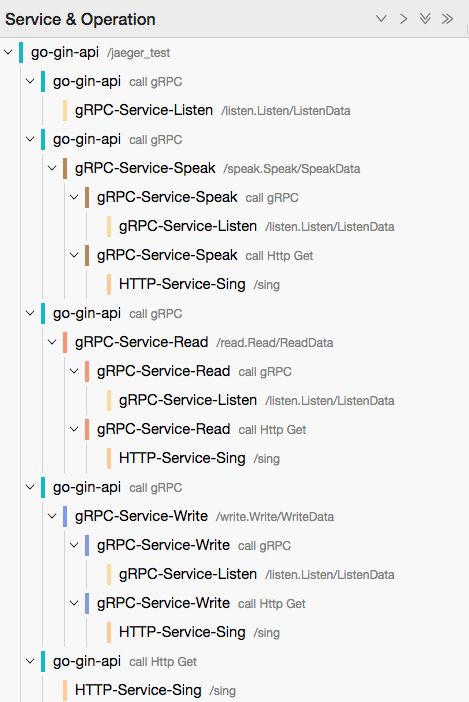 Service & Operation
go-gin-api /jaeger_test
go-gin-api call gRPC
gRPC-Service-Listen /listen.Listen/ListenData
go-gin-api call gRPC
gRPC-Service-Speak /speak.Speak/SpeakData
gRPC-Service-Speak call gRPC
gRPC-Service-Listen /listen.Listen/ListenData
gRPC-Service-Speak call Http Get
HTTP-Service-Sing /sing
go-gin-api call gRPC
gRPC-Service-Read /read.Read/ReadData
gRPC-Service-Read call gRPC
gRPC-Service-Listen /listen.Listen/ListenData
gRPC-Service-Read call Http Get
HTTP-Service-Sing /sing
go-gin-api call gRPC
gRPC-Service-Write /write.Write/WriteData
gRPC-Service-Write call gRPC
gRPC-Service-Listen /listen.Listen/ListenData
gRPC-Service-Write call Http Get
HTTP-Service-Sing /sing
go-gin-api call Http Get
HTTP-Service-Sing /sing